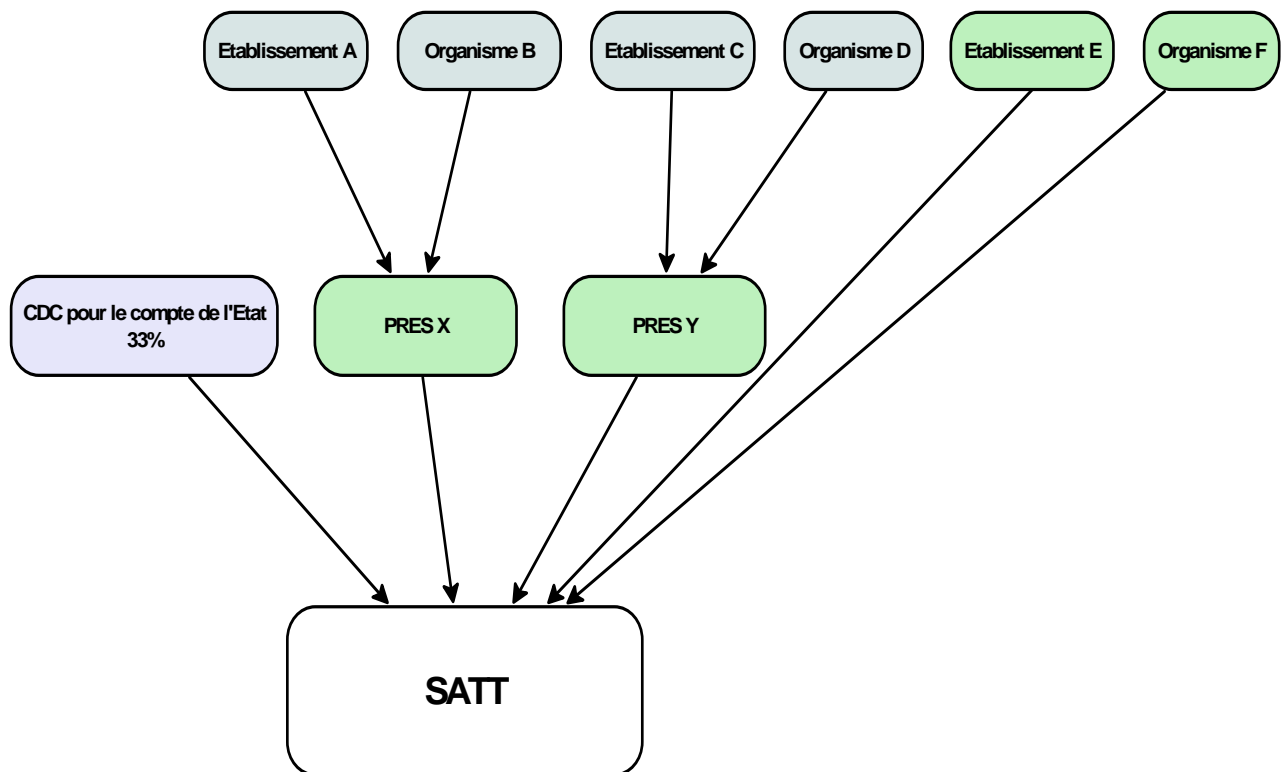 Etablissement A
Organisme B
Etablissement C
Organisme D
Etablissement E
Organisme F
CDC pour le compte de l'Etat
33%
PRES X
PRES Y
SATT